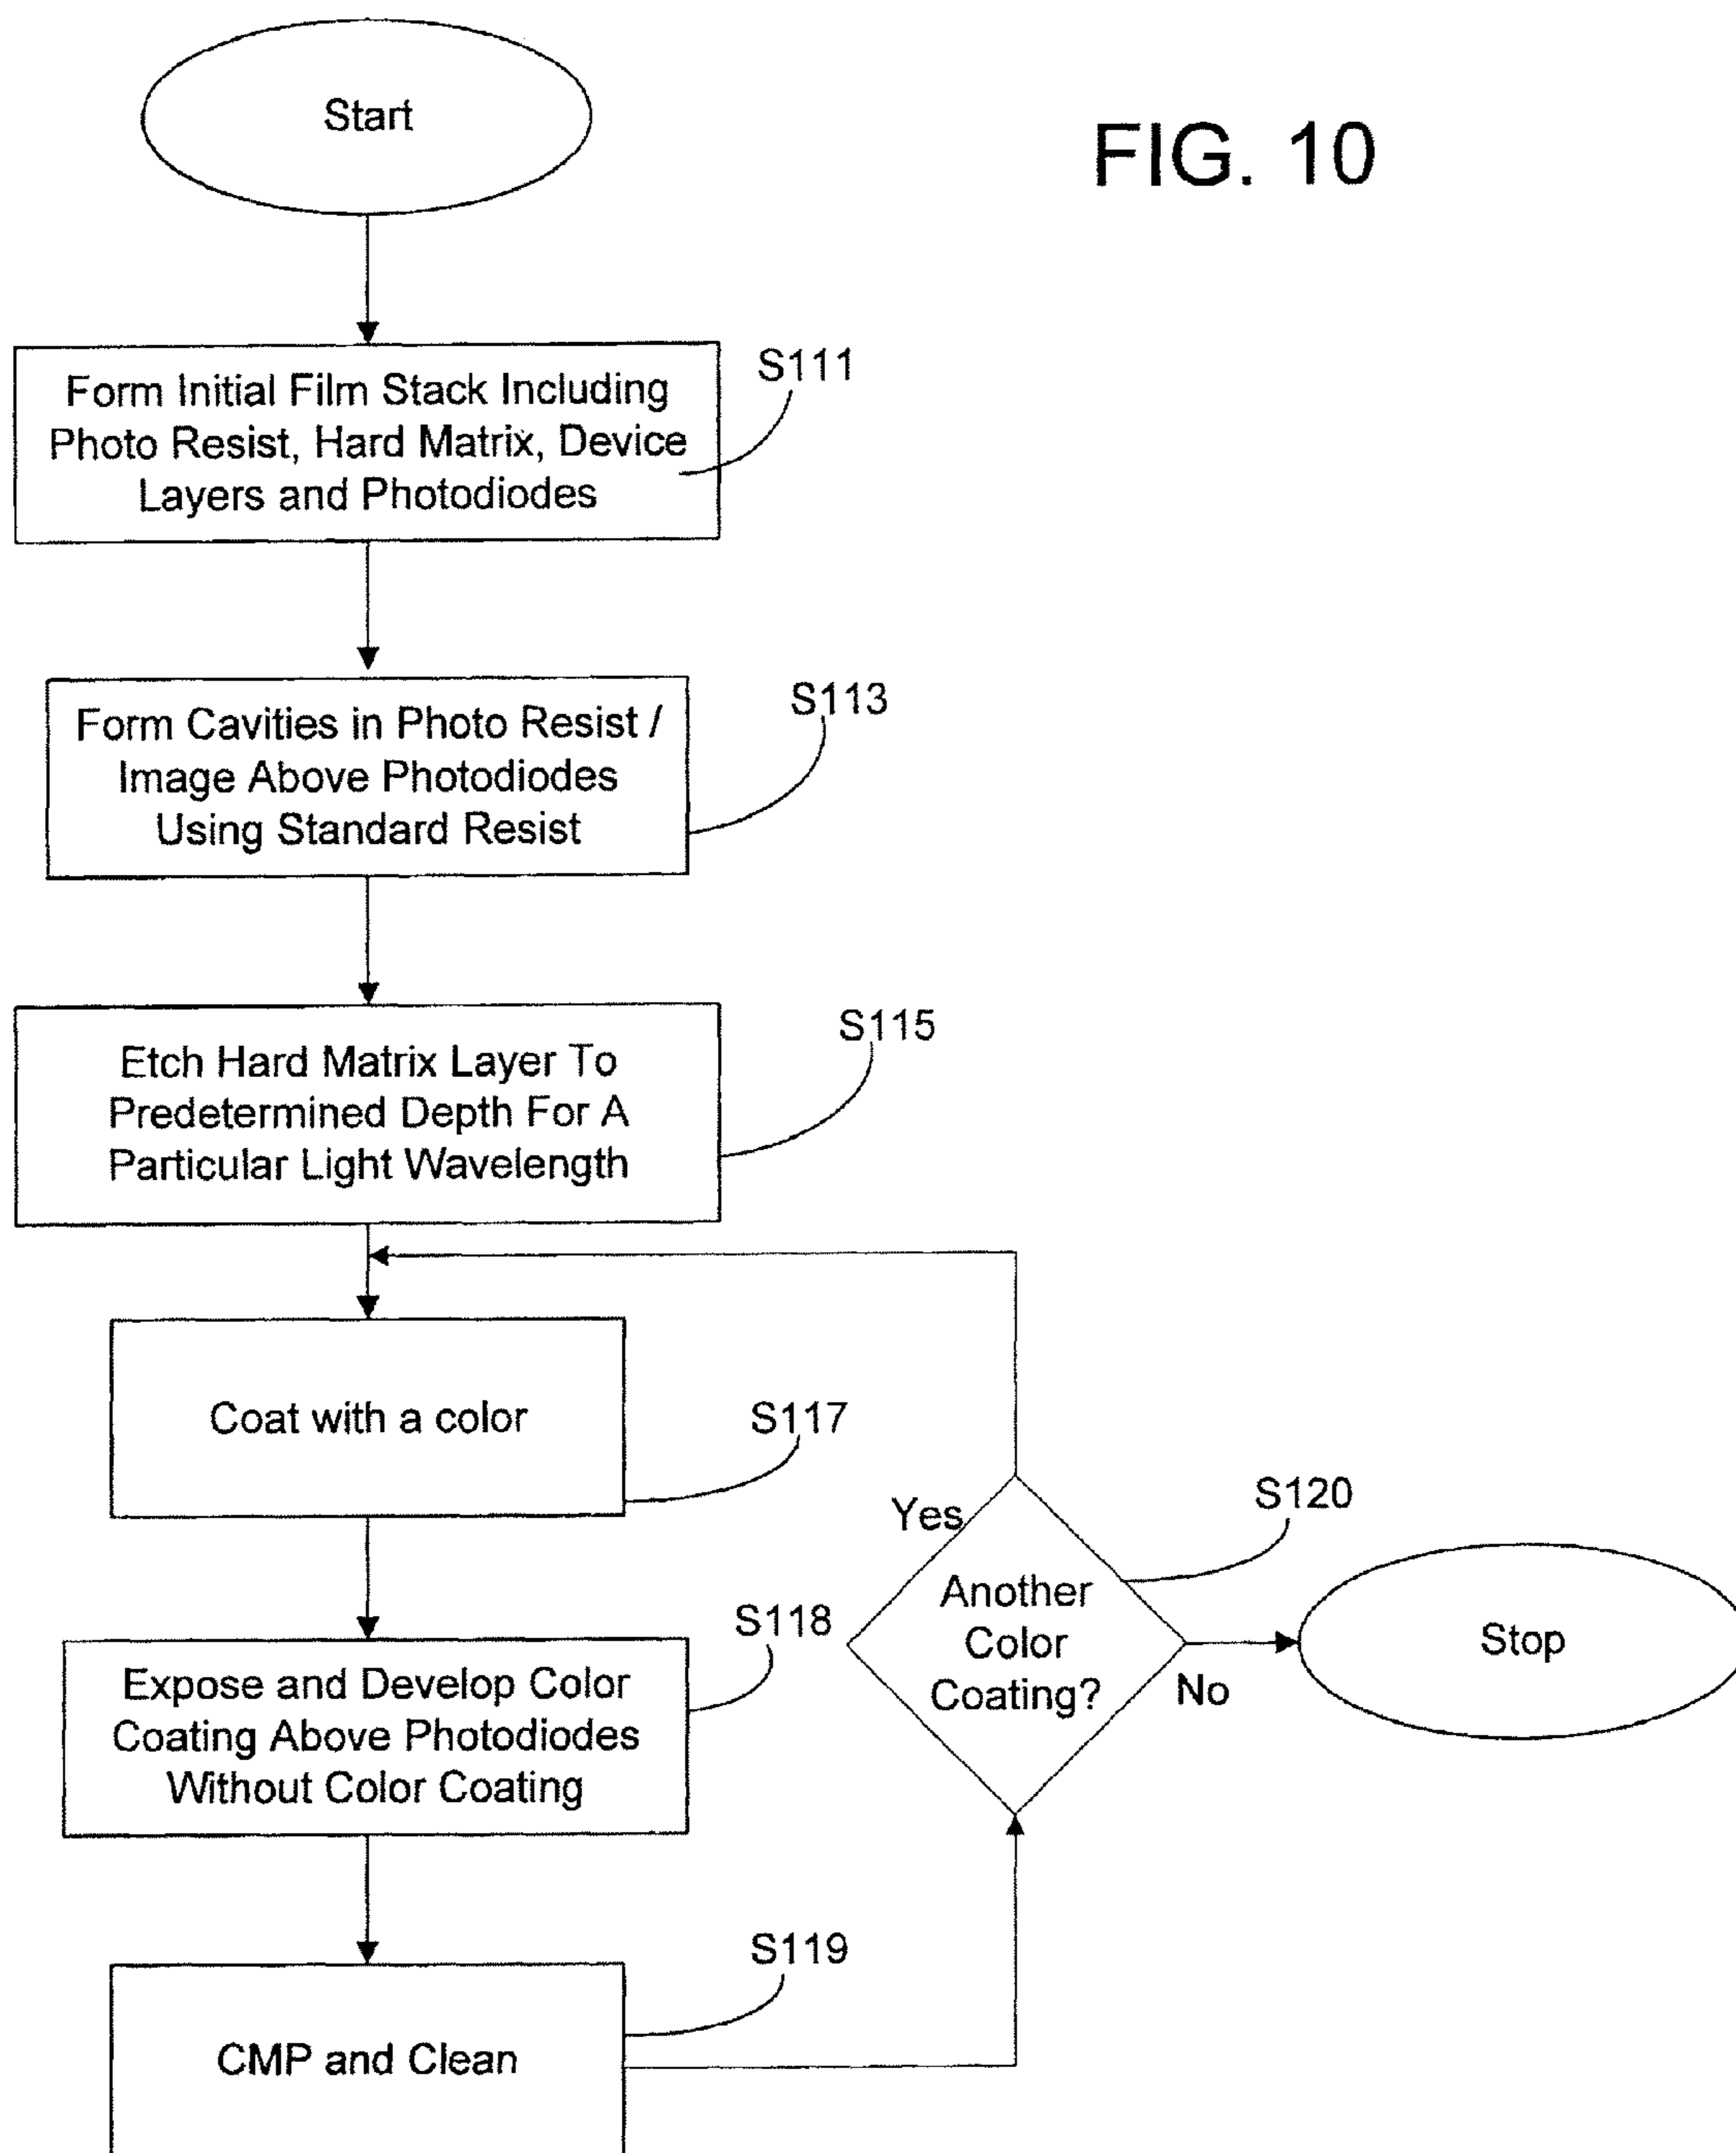 Start
FIG. 10
Form Initial Film Stack Including
Photo Resist, Hard Matrix, Device
Layers and Photodiodes
S111
Form Cavities in Photo Resist /
Image Above Photodiodes
Using Standard Resist
S113
Etch Hard Matrix Layer To
Predetermined Depth For A
Particular Light Wavelength
S115
Coat with a color
S117
Expose and Develop Color
Coating Above Photodiodes
Without Color Coating
S118
CMP and Clean
S119
Yes
Another
Color
Coating?
S120
No
Stop